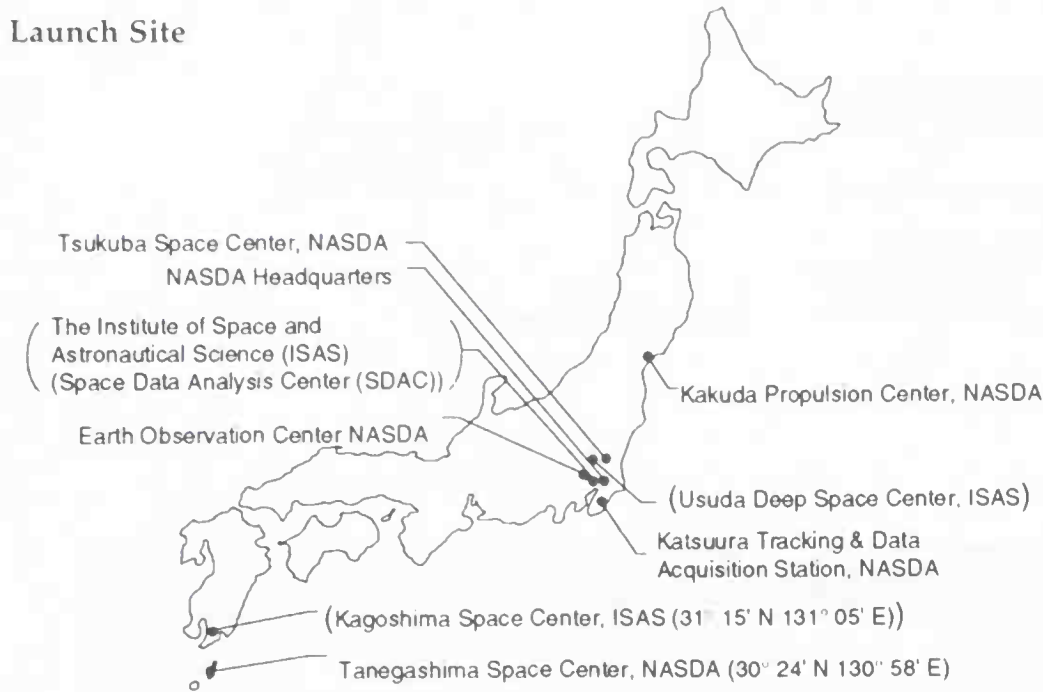 Launch Site
Tsukuba Space Center, NASDA
NASDA Headquarters
The Institute of Space and
Astronautical Science (ISAS)
(Space Data Analysis Center (SDAC))
Earth Observation Center NASDA
Kakuda Propulsion Center, NASDA
(Usuda Deep Space Center, ISAS)
Katsuura Tracking & Data
Acquisition Station, NASDA
(Kagoshima Space Center, ISAS (31° 15' N 131° 05' E))
Tanegashima Space Center, NASDA (30° 24' N 130° 58' E)